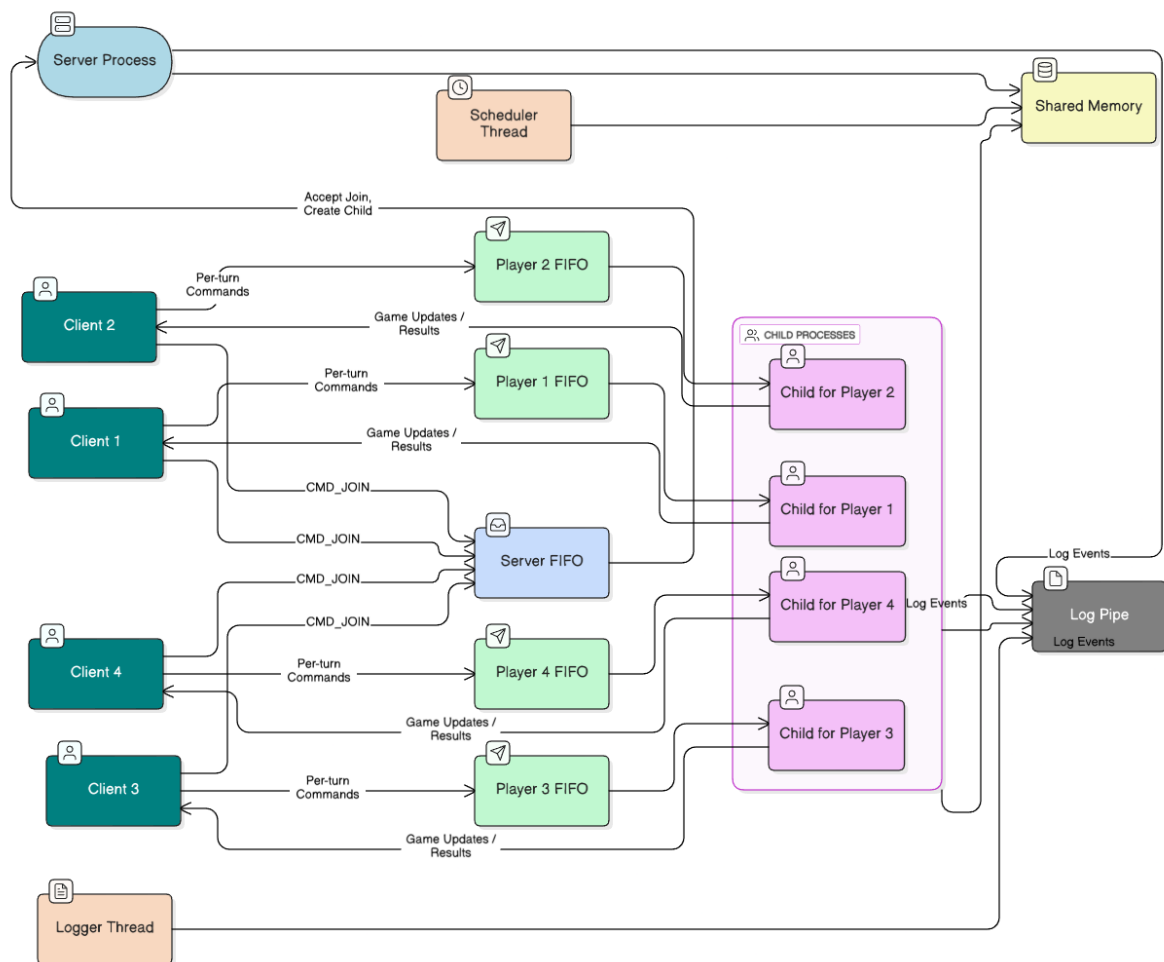 Server Process
Shared Memory
Scheduler
Thread
Accept Join,
Create Child
Player 2 FIFO
Per-turn
Commands
Client 2
Game Updates /
Results
CHILD PROCESSES
Player 1 FIFO
Per-turn
Commands
Child for Player 2
Client 1
Game Updates /
Results
CMD_JOIN
Child for Player 1
CMD_JOIN
Server FIFO
Log Events
CMD_JOIN
Child for Player 4
Log Events
Log Pipe
CMD_JOIN
Log Events
Client 4
Per-turn
Commands
Player 4 FIFO
Game Updates /
Results
Child for Player 3
Client 3
Per-turn
Commands
Player 3 FIFO
Game Updates /
Results
Logger Thread